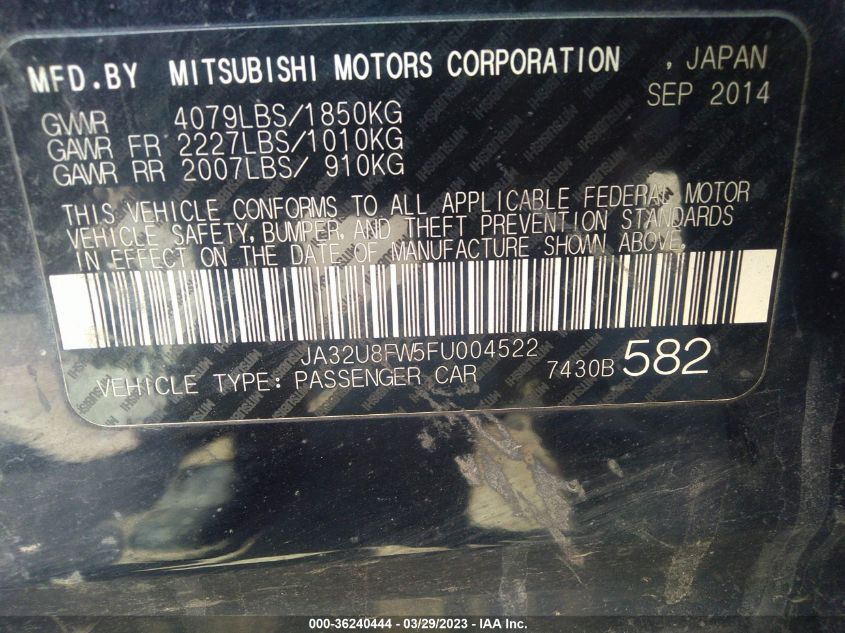 MFD.BY MITSUBISHI MOTORS CORPORATION , JAPAN
SEP 2014
GVWR 4079LBS/1850KG
GAWR FR 2227LBS/1010KG
GAWR RR 2007LBS/ 910KG
THIS VEHICLE CONFORMS TO ALL APPLICABLE FEDERAL MOTOR
VEHICLE SAFETY, BUMPER, AND THEFT PREVENTION STANDARDS
IN EFFECT ON THE DATE OF MANUFACTURE SHOWN ABOVE.
JA32U8FW5FU004522
VEHICLE TYPE: PASSENGER CAR 7430B 582
000-36240444 - 03/29/2023 - IAA Inc.